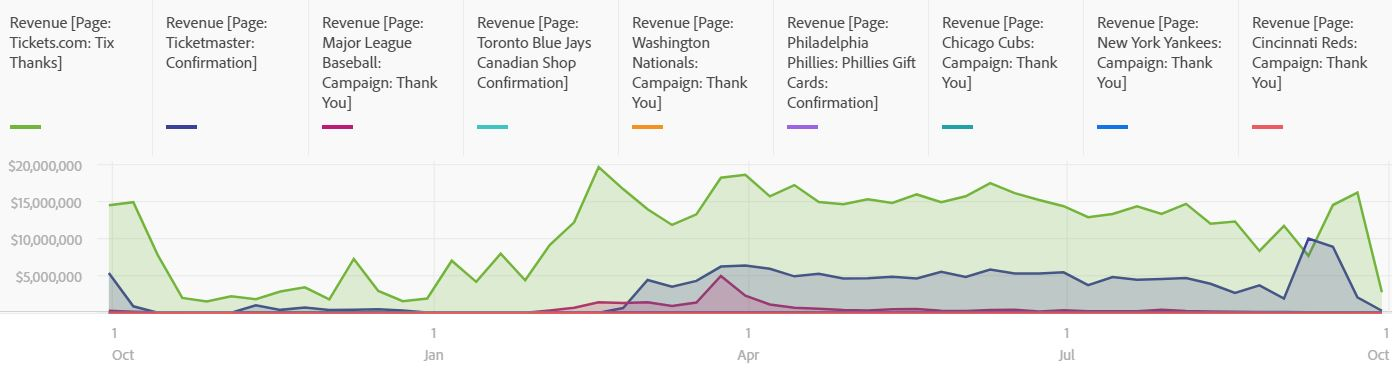 Revenue [Page:
Tickets.com: Tix
Thanks]
Revenue [Page:
Ticketmaster:
Confirmation]
Revenue [Page:
Major League
Baseball:
Campaign: Thank
You]
Revenue [Page:
Toronto Blue Jays
Canadian Shop
Confirmation]
Revenue [Page:
Washington
Nationals:
Campaign: Thank
You]
Revenue [Page:
Philadelphia
Phillies: Phillies Gift
Cards:
Confirmation]
Revenue [Page:
Chicago Cubs:
Campaign: Thank
You]
Revenue [Page:
New York Yankees:
Campaign: Thank
You]
Revenue [Page:
Cincinnati Reds:
Campaign: Thank
You]
$20,000,000
$15,000,000
$10,000,000
$5,000,000
1 1 1 1 1
Oct Jan Apr Jul Oct